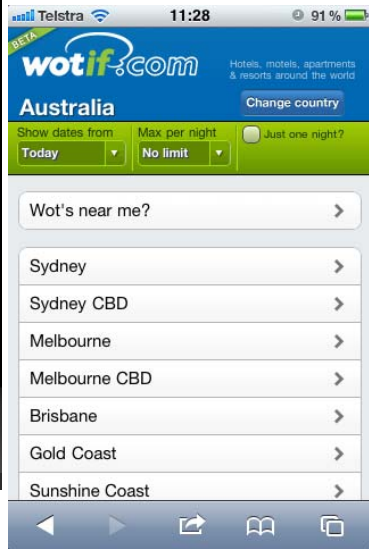 Telstra 11:28 91 %
BETA
wotif.com
Hotels, motels, apartments
& resorts around the world
Australia
Change country
Show dates from
Max per night
Just one night?
Today
No limit
Wot's near me?
Sydney
Sydney CBD
Melbourne
Melbourne CBD
Brisbane
Gold Coast
Sunshine Coast